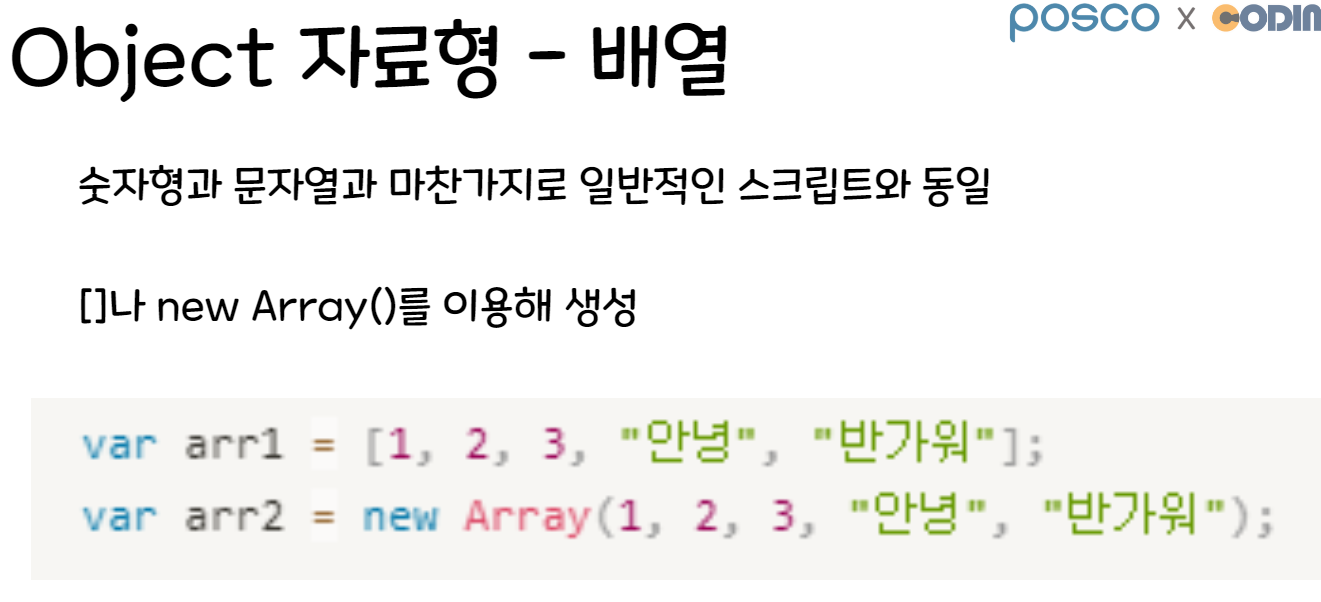 posco x CODIN
Object 자료형 - 배열
숫자형과 문자열과 마찬가지로 일반적인 스크립트와 동일
[]나 new Array()를 이용해 생성
var arr1 = [1, 2, 3, "안녕", "반가워"];
var arr2 = new Array(1, 2, 3, "안녕", "반가워");